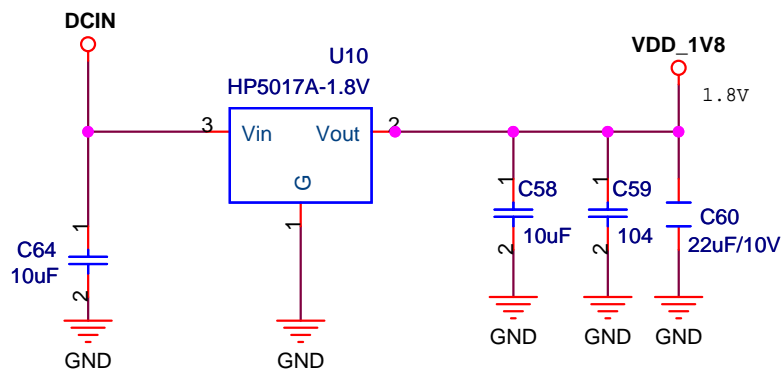 DCIN
U10
HP5017A-1.8V
VDD_1V8
1.8V
3
Vin
Vout
2
G
1
1
C64
10uF
2
GND
GND
1
C58
10uF
2
GND
1
C59
104
2
GND
C60
22uF/10V
GND